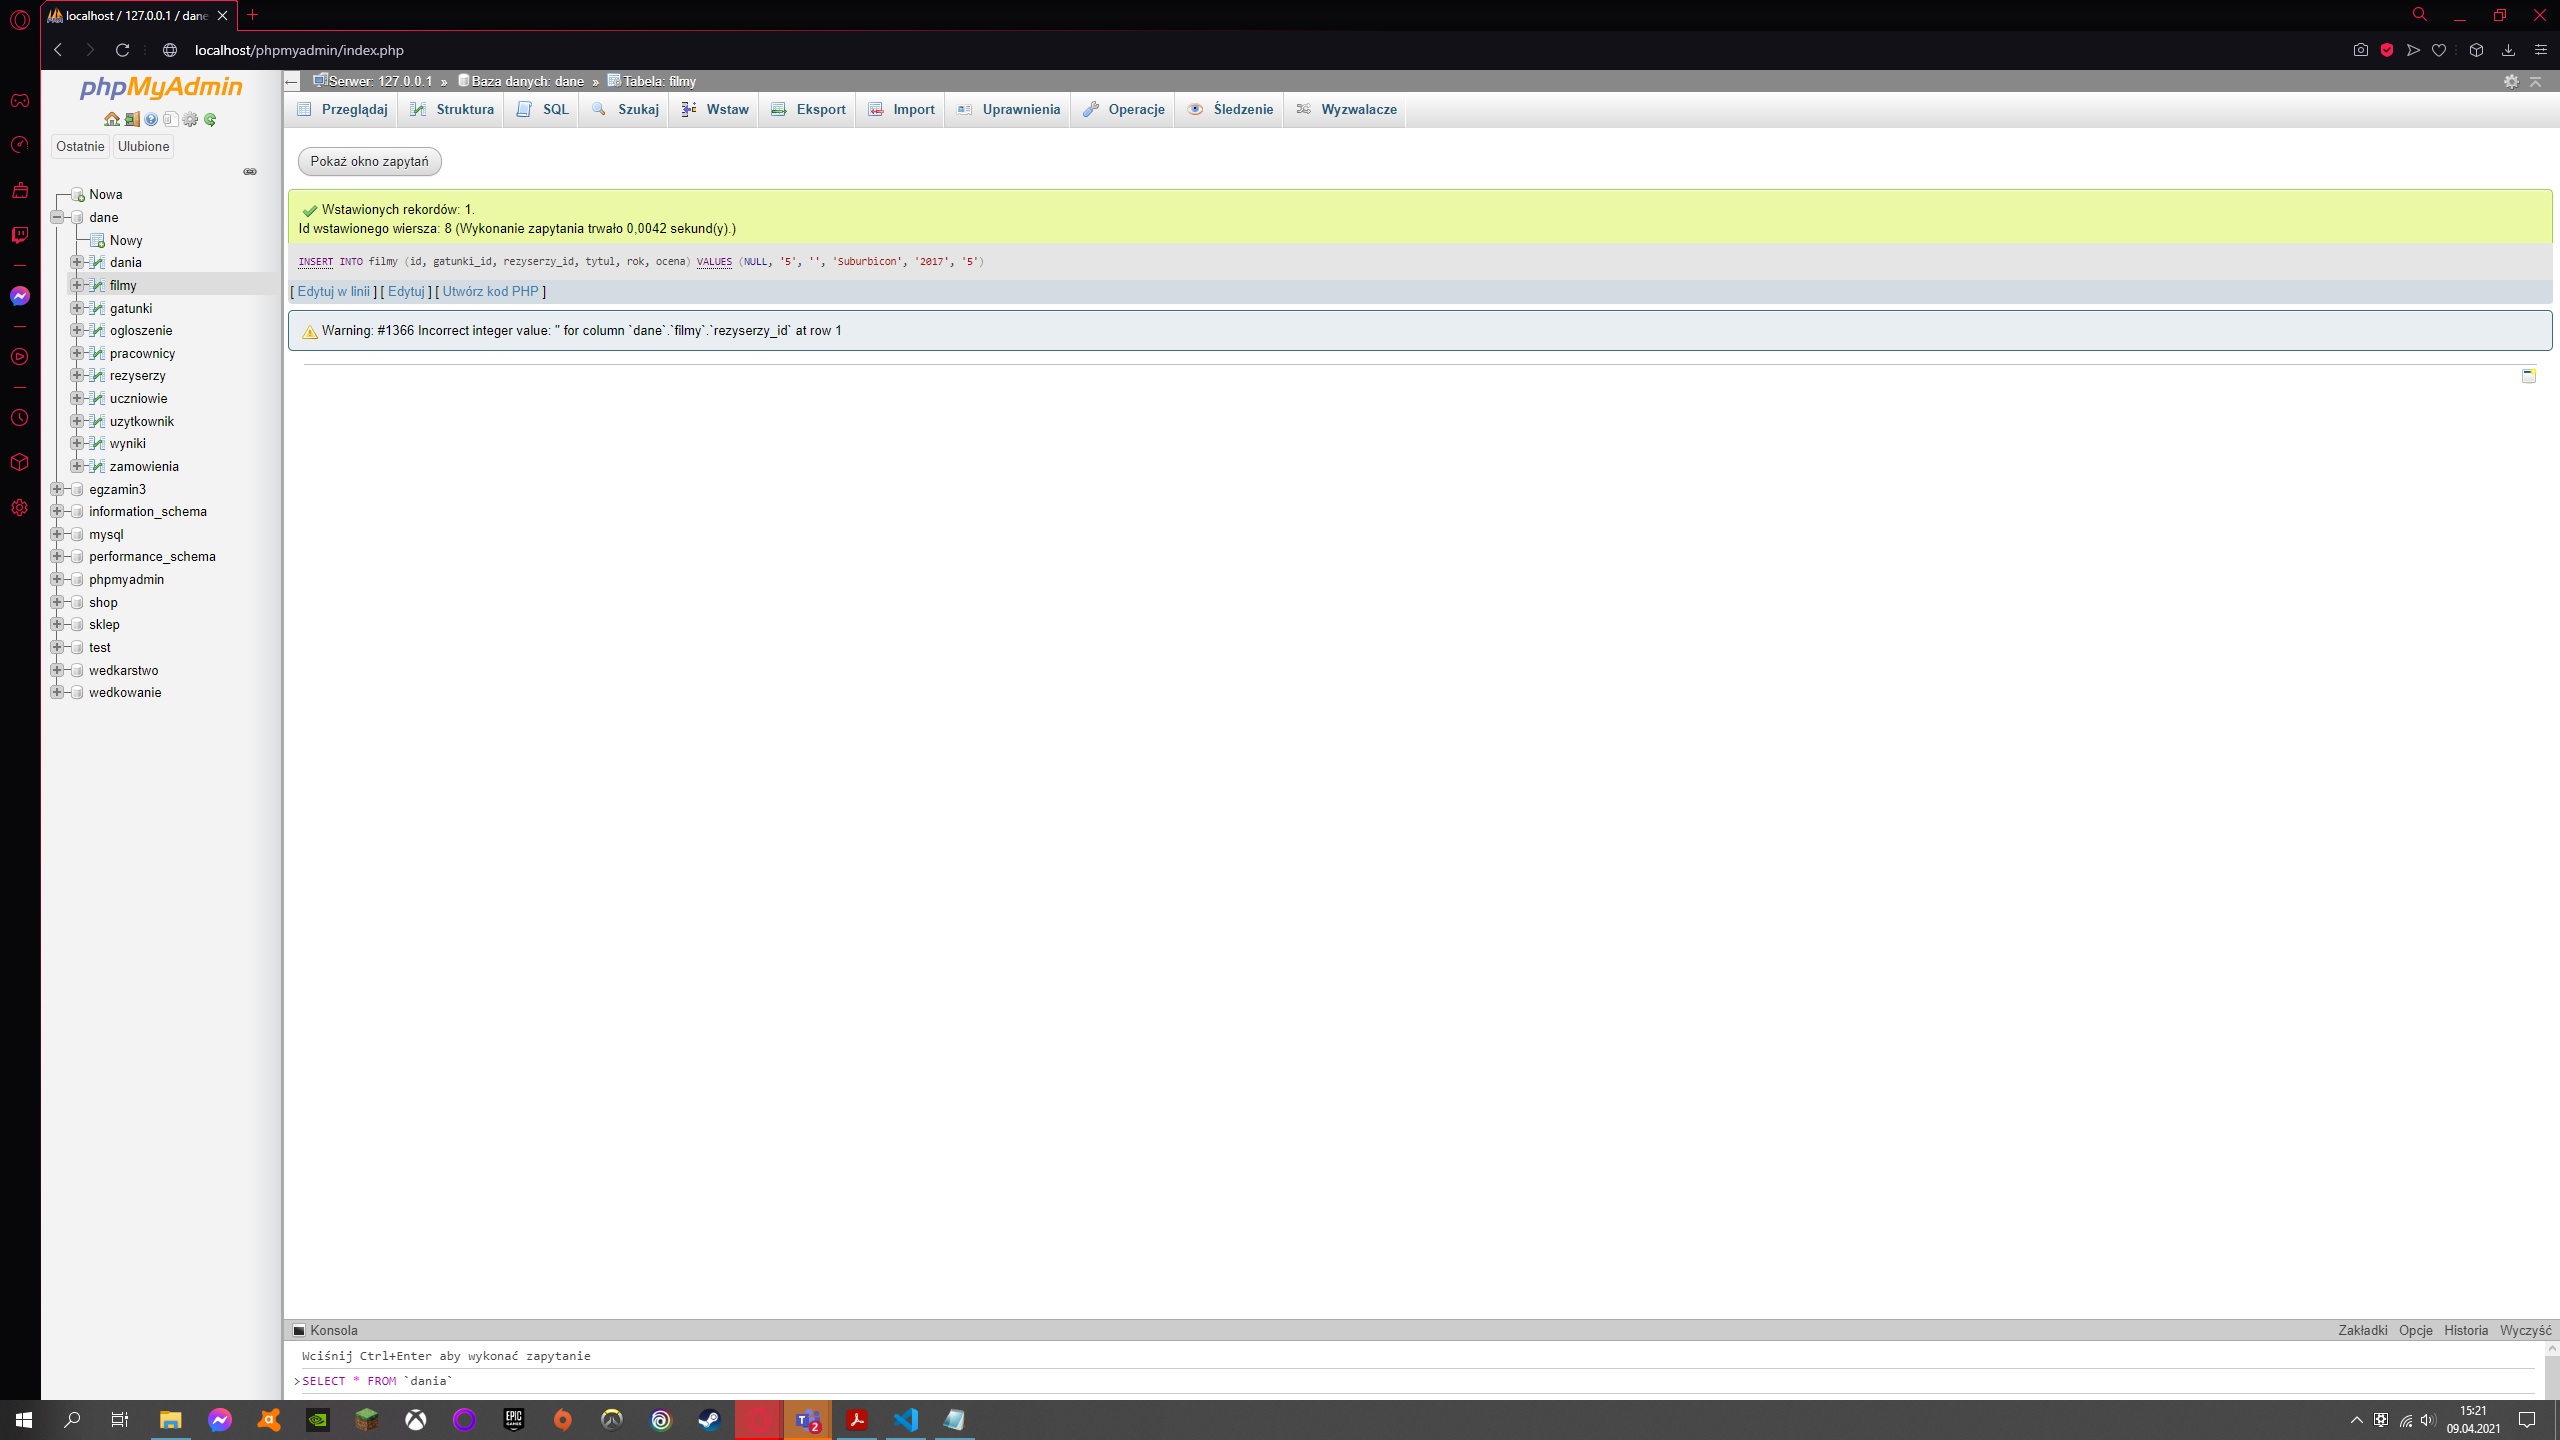 localhost / 127.0.0.1 / dane
localhost/phpmyadmin/index.php
phpMyAdmin
Ostatnie
Ulubione
Nowa
dane
Nowy
dania
filmy
gatunki
ogloszenie
pracownicy
rezyserzy
uczniowie
uzytkownik
wyniki
zamowienia
egzamin3
information_schema
mysql
performance_schema
phpmyadmin
shop
sklep
test
wedkarstwo
wedkowanie
Serwer: 127.0.0.1 » Baza danych: dane » Tabela: filmy
Przeglądaj Struktura SQL Szukaj Wstaw Eksport Import Uprawnienia Operacje Śledzenie Wyzwalacze
Pokaż okno zapytań
Wstawionych rekordów: 1.
Id wstawionego wiersza: 8 (Wykonanie zapytania trwało 0,0042 sekund(y).)
INSERT INTO filmy (id, gatunki_id, rezyserzy_id, tytul, rok, ocena) VALUES (NULL, '5', '', 'Suburbicon', '2017', '5')
[ Edytuj w linii ] [ Edytuj ] [ Utwórz kod PHP ]
Warning: #1366 Incorrect integer value: '' for column `dane`.`filmy`.`rezyserzy_id` at row 1
Konsola
Zakładki Opcje Historia Wyczyść
Wciśnij Ctrl+Enter aby wykonać zapytanie
>SELECT * FROM `dania`
EPIC GAMES
T 2
15:21
09.04.2021